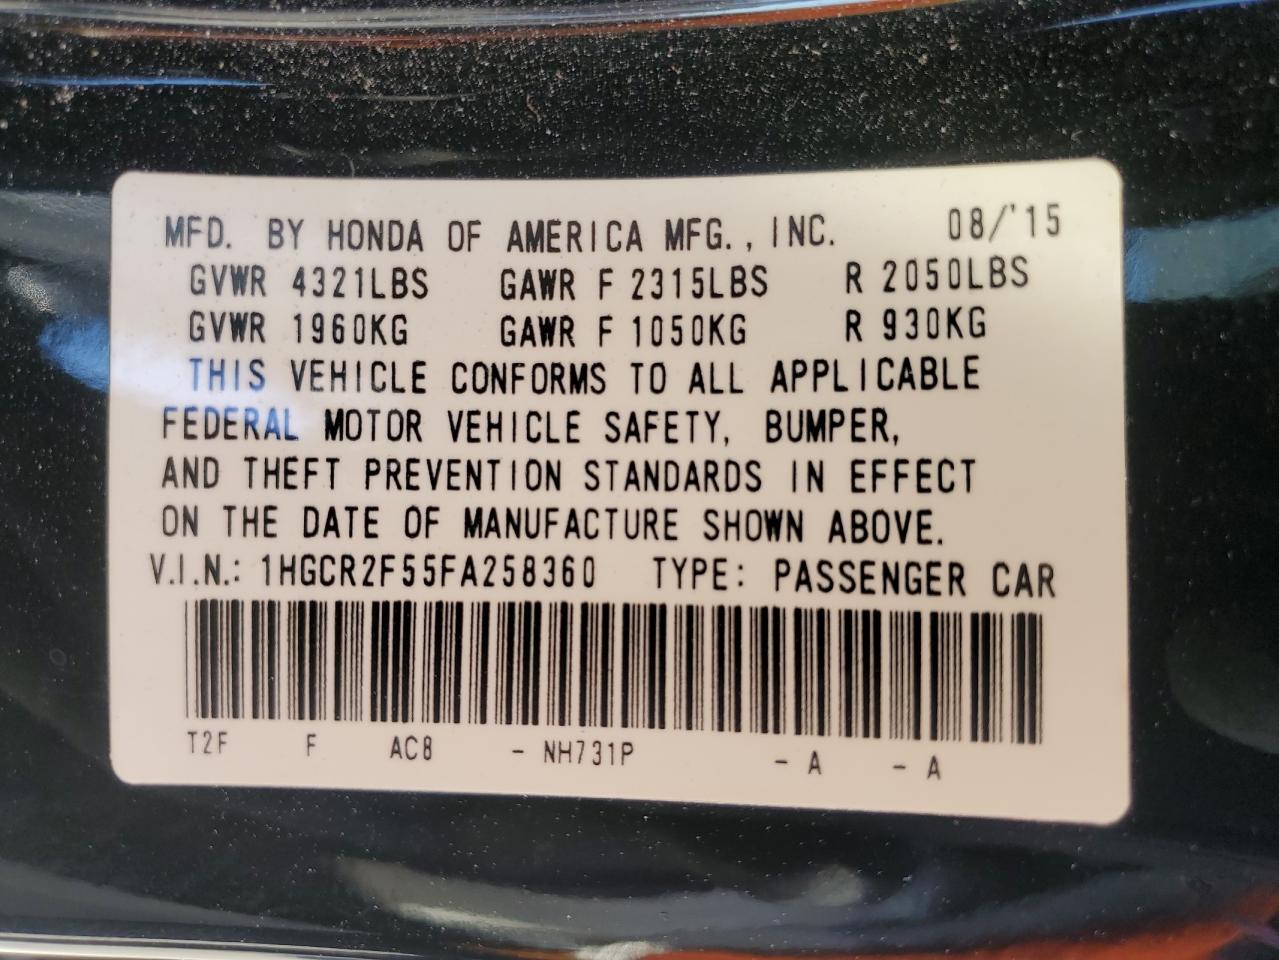 MFD. BY HONDA OF AMERICA MFG., INC. 08/'15
GVWR 4321LBS GAWR F 2315LBS R 2050LBS
GVWR 1960KG GAWR F 1050KG R 930KG
THIS VEHICLE CONFORMS TO ALL APPLICABLE
FEDERAL MOTOR VEHICLE SAFETY, BUMPER,
AND THEFT PREVENTION STANDARDS IN EFFECT
ON THE DATE OF MANUFACTURE SHOWN ABOVE.
V.I.N.: 1HGCR2F55FA258360 TYPE: PASSENGER CAR
T2F F AC8 - NH731P - A - A